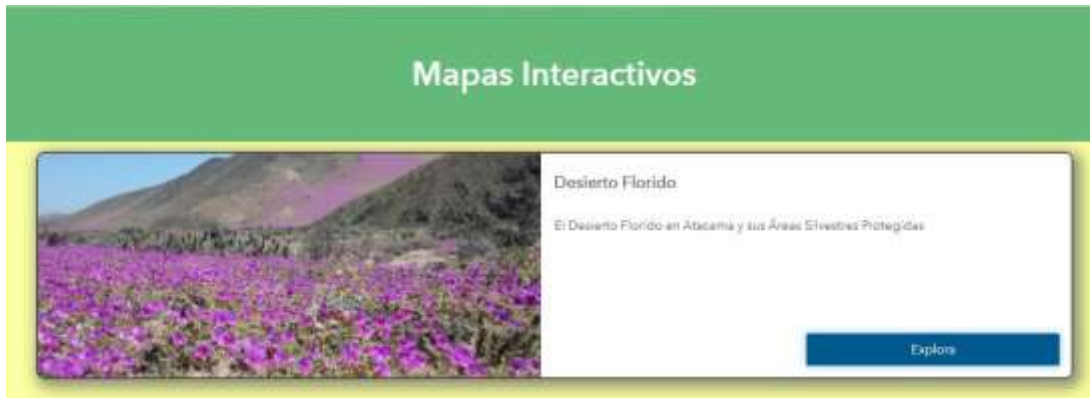 Mapas Interactivos
Desierto Florido
El Desierto Florido en Atacama y sus Áreas Silvestres Protegidas
Explora